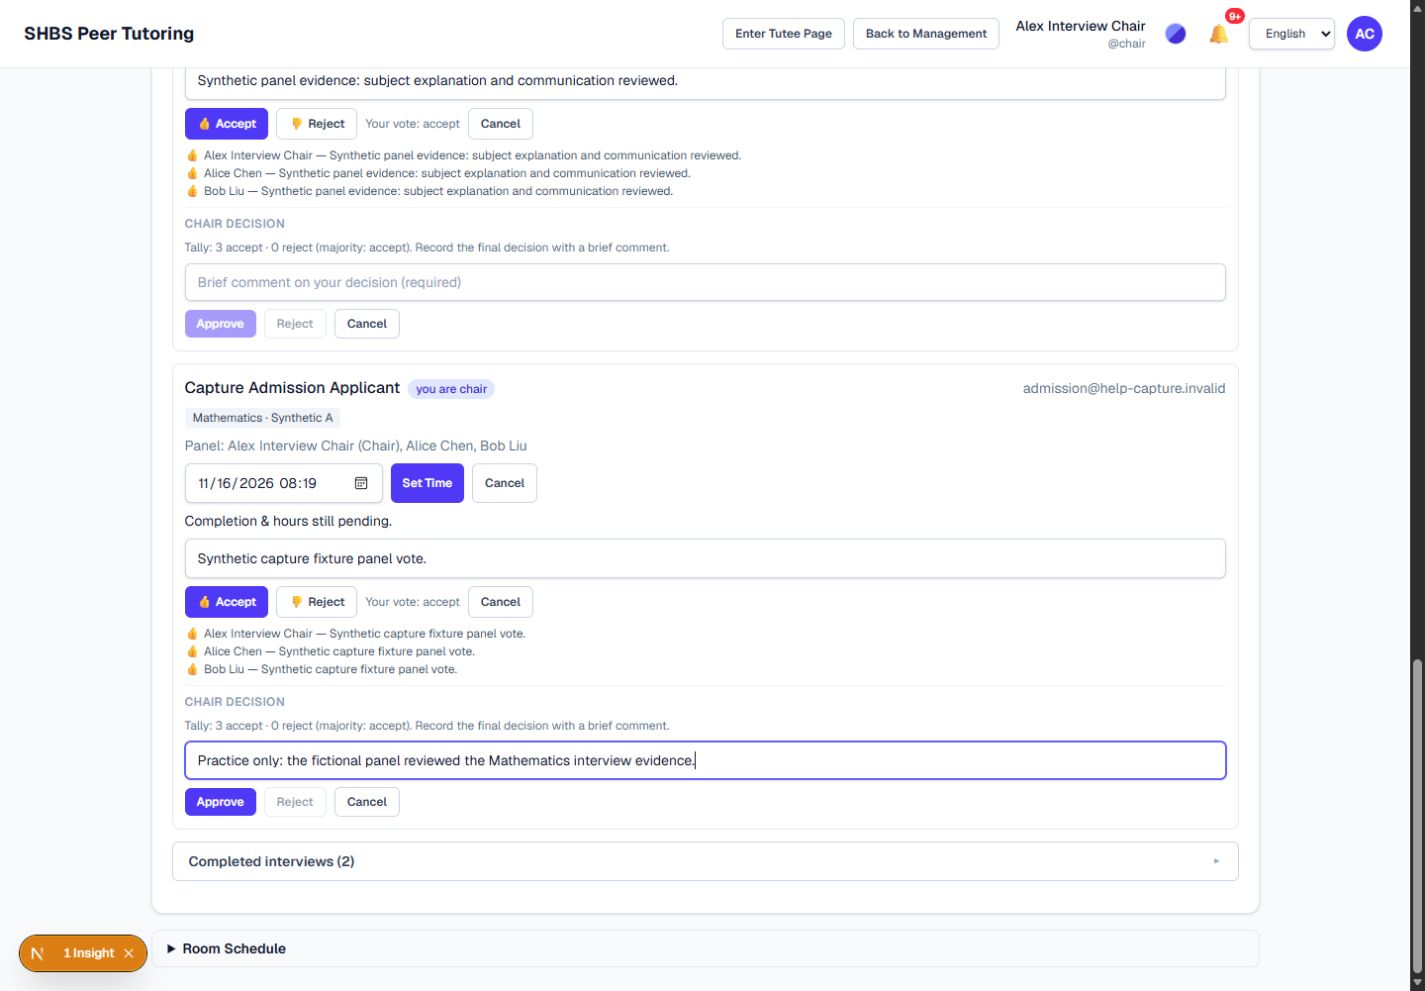 SHBS Peer Tutoring
Enter Tutee Page
Back to Management
Alex Interview Chair
@chair
9+
English
AC
Synthetic panel evidence: subject explanation and communication reviewed.
👍 Accept
👎 Reject
Your vote: accept
Cancel
👍 Alex Interview Chair — Synthetic panel evidence: subject explanation and communication reviewed.
👍 Alice Chen — Synthetic panel evidence: subject explanation and communication reviewed.
👍 Bob Liu — Synthetic panel evidence: subject explanation and communication reviewed.
CHAIR DECISION
Tally: 3 accept · 0 reject (majority: accept). Record the final decision with a brief comment.
Brief comment on your decision (required)
Approve
Reject
Cancel
Capture Admission Applicant
you are chair
admission@help-capture.invalid
Mathematics · Synthetic A
Panel: Alex Interview Chair (Chair), Alice Chen, Bob Liu
11/16/2026 08:19
Set Time
Cancel
Completion & hours still pending.
Synthetic capture fixture panel vote.
👍 Accept
👎 Reject
Your vote: accept
Cancel
👍 Alex Interview Chair — Synthetic capture fixture panel vote.
👍 Alice Chen — Synthetic capture fixture panel vote.
👍 Bob Liu — Synthetic capture fixture panel vote.
CHAIR DECISION
Tally: 3 accept · 0 reject (majority: accept). Record the final decision with a brief comment.
Practice only: the fictional panel reviewed the Mathematics interview evidence.
Approve
Reject
Cancel
Completed interviews (2)
N 1 Insight ×
Room Schedule